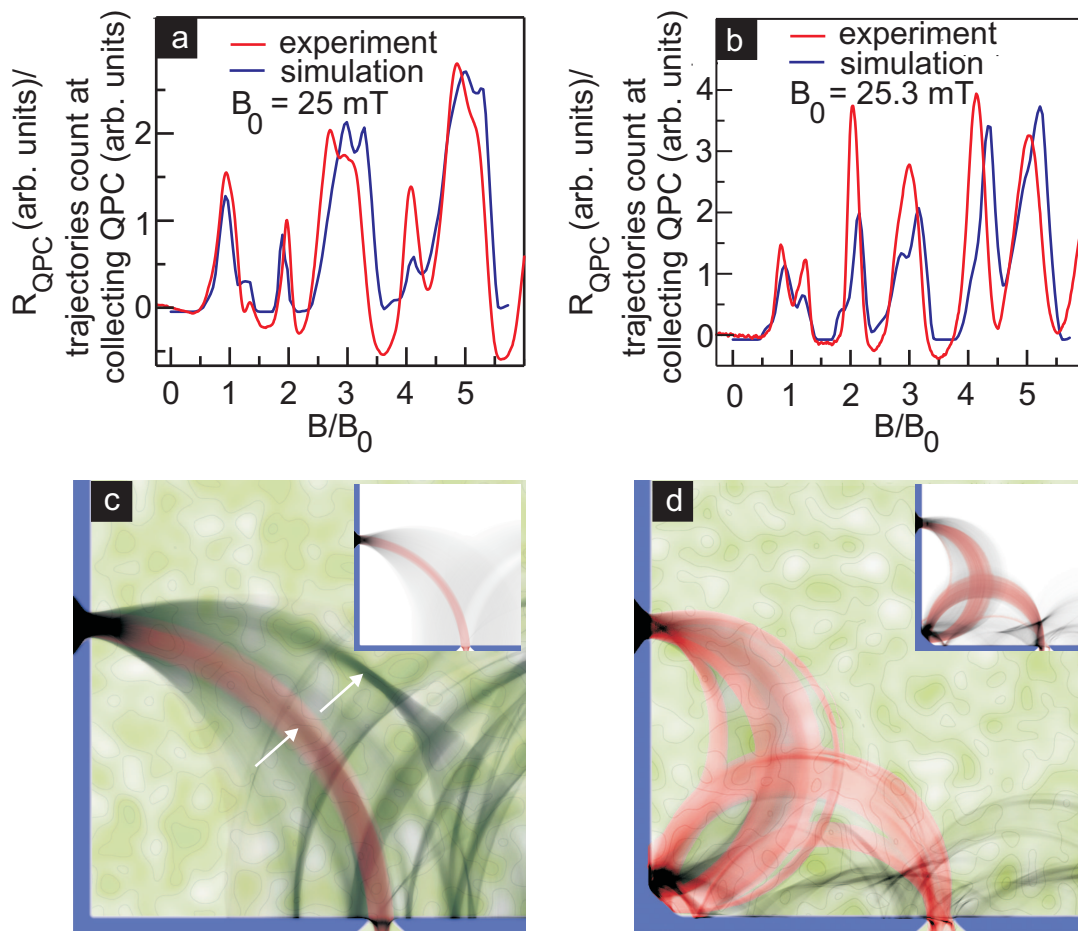 a
experiment
simulation
B0 = 25 mT
RQPC (arb. units)/
trajectories count at
collecting QPC (arb. units)
2
1
0
0 1 2 3 4 5
B/B0
b
experiment
simulation
B0 = 25.3 mT
RQPC (arb. units)/
trajectories count at
collecting QPC (arb. units)
4
3
2
1
0
0 1 2 3 4 5
B/B0
c
d